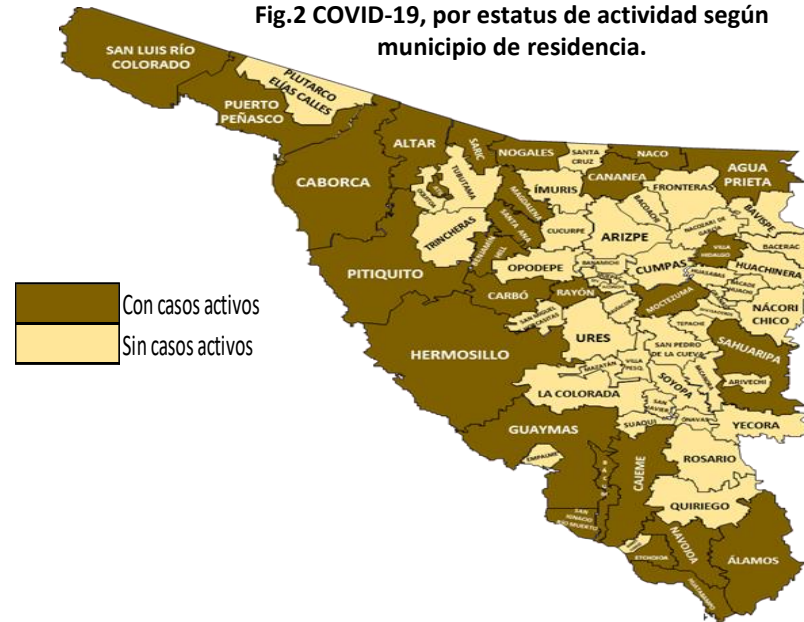 Fig.2 COVID-19, por estatus de actividad según
municipio de residencia.
SAN LUIS RÍO
COLORADO
PLUTARCO
ELÍAS CALLES
PUERTO
PEÑASCO
ALTAR
SARIC
NOGALES
SANTA
CRUZ
NACO
AGUA
PRIETA
CABORCA
TUBUTAMA
MAGDALENA
ÍMURIS
CANANEA
FRONTERAS
BACOACHI
BAVISPE
TRINCHERAS
SANTA ANA
CUCURPE
ARIZPE
NACOZARI DE
GARCÍA
VILLA
HIDALGO
BACERAC
BENJAMÍN
HILL
OPODEPE
BANAMICHI
CUMPAS
HUASABAS
HUACHINERA
PITIQUITO
CARBÓ
RAYÓN
MOCTEZUMA
NÁCORI
CHICO
Con casos activos
Sin casos activos
SAN MIGUEL
URES
TEPACHE
HERMOSILLO
SAN PEDRO
DE LA CUEVA
SAHUARIPA
MAZATÁN
VILLA
PESQ.
SOYOPA
ARIVECHI
LA COLORADA
SAN
JAVIER
SUAQUI
ONAVAS
YECORA
GUAYMAS
EMPALME
BACUM
CAJEME
ROSARIO
QUIRIEGO
SAN
IGNACIO
RÍO MUERTO
ETCHOJOA
NAVOJOA
ÁLAMOS
HUATABAMPO